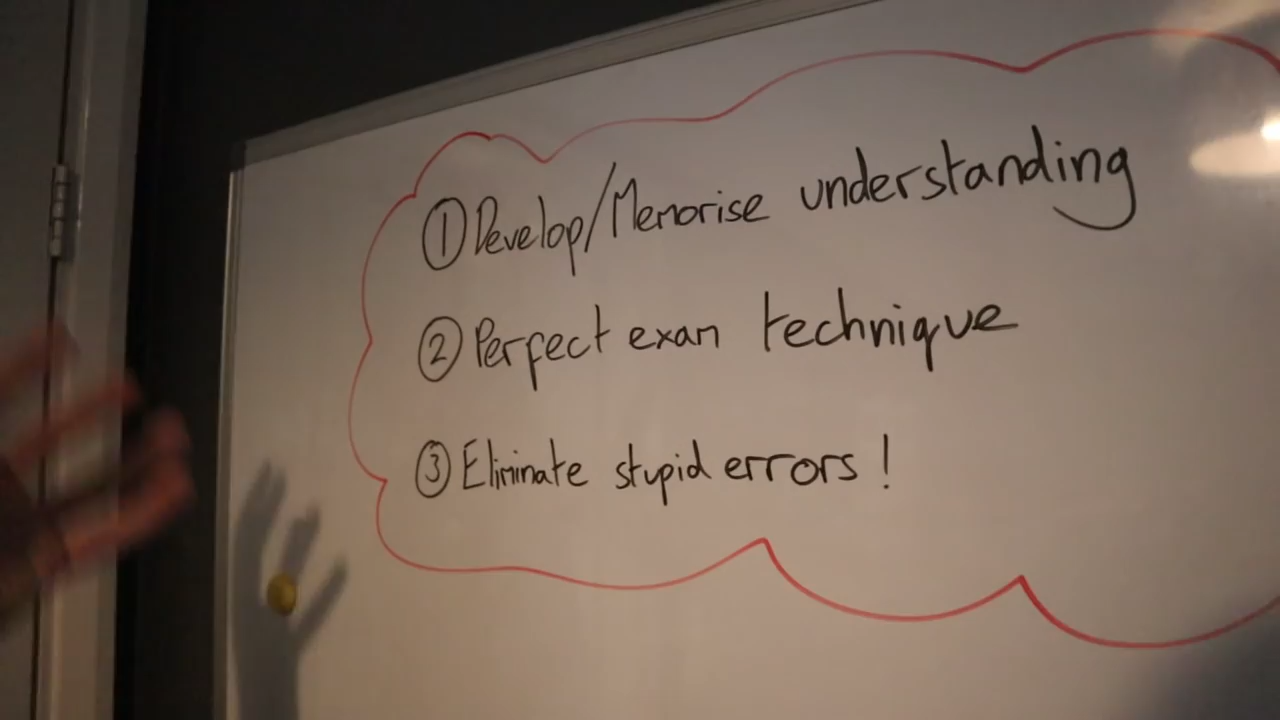 ① Develop/Memorise understanding
② Perfect exam technique
③ Eliminate stupid errors!